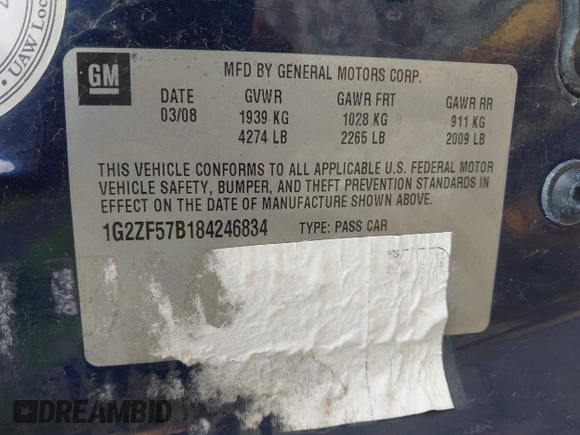 UAW Loc
GM
MFD BY GENERAL MOTORS CORP.
DATE GVWR GAWR FRT GAWR RR
03/08 1939 KG 1028 KG 911 KG
4274 LB 2265 LB 2009 LB
THIS VEHICLE CONFORMS TO ALL APPLICABLE U.S. FEDERAL MOTOR
VEHICLE SAFETY, BUMPER, AND THEFT PREVENTION STANDARDS IN
EFFECT ON THE DATE OF MANUFACTURE SHOWN ABOVE.
1G2ZF57B184246834 TYPE: PASS CAR
DREAMBID